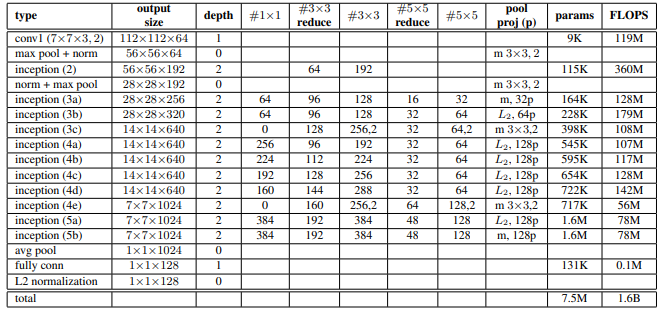 type output size depth #1×1 #3×3 reduce #3×3 #5×5 reduce #5×5 pool proj (p) params FLOPS
conv1 (7×7×3, 2) 112×112×64 1 9K 119M
max pool + norm 56×56×64 0 m 3×3, 2
inception (2) 56×56×192 2 64 192 115K 360M
norm + max pool 28×28×192 0 m 3×3, 2
inception (3a) 28×28×256 2 64 96 128 16 32 m, 32p 164K 128M
inception (3b) 28×28×320 2 64 96 128 32 64 L2, 64p 228K 179M
inception (3c) 14×14×640 2 0 128 256,2 32 64,2 m 3×3,2 398K 108M
inception (4a) 14×14×640 2 256 96 192 32 64 L2, 128p 545K 107M
inception (4b) 14×14×640 2 224 112 224 32 64 L2, 128p 595K 117M
inception (4c) 14×14×640 2 192 128 256 32 64 L2, 128p 654K 128M
inception (4d) 14×14×640 2 160 144 288 32 64 L2, 128p 722K 142M
inception (4e) 7×7×1024 2 0 160 256,2 64 128,2 m 3×3,2 717K 56M
inception (5a) 7×7×1024 2 384 192 384 48 128 L2, 128p 1.6M 78M
inception (5b) 7×7×1024 2 384 192 384 48 128 m, 128p 1.6M 78M
avg pool 1×1×1024 0
fully conn 1×1×128 1 131K 0.1M
L2 normalization 1×1×128 0
total 7.5M 1.6B